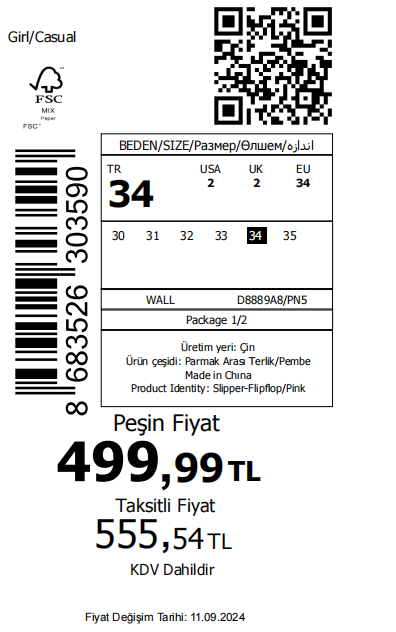 Girl/Casual
FSC
MIX
Paper
FSC™
BEDEN/SIZE/Размер/Өлшем/اندازه
TR USA UK EU
34 2 2 34
30 31 32 33 34 35
WALL D8889A8/PN5
Package 1/2
Üretim yeri: Çin
Ürün çeşidi: Parmak Arası Terlik/Pembe
Made in Chına
Product Identity: Slipper-Flipflop/Pink
8 683526 303590
Peşin Fiyat
499,99 TL
Taksitli Fiyat
555,54 TL
KDV Dahildir
Fiyat Değişim Tarihi: 11.09.2024